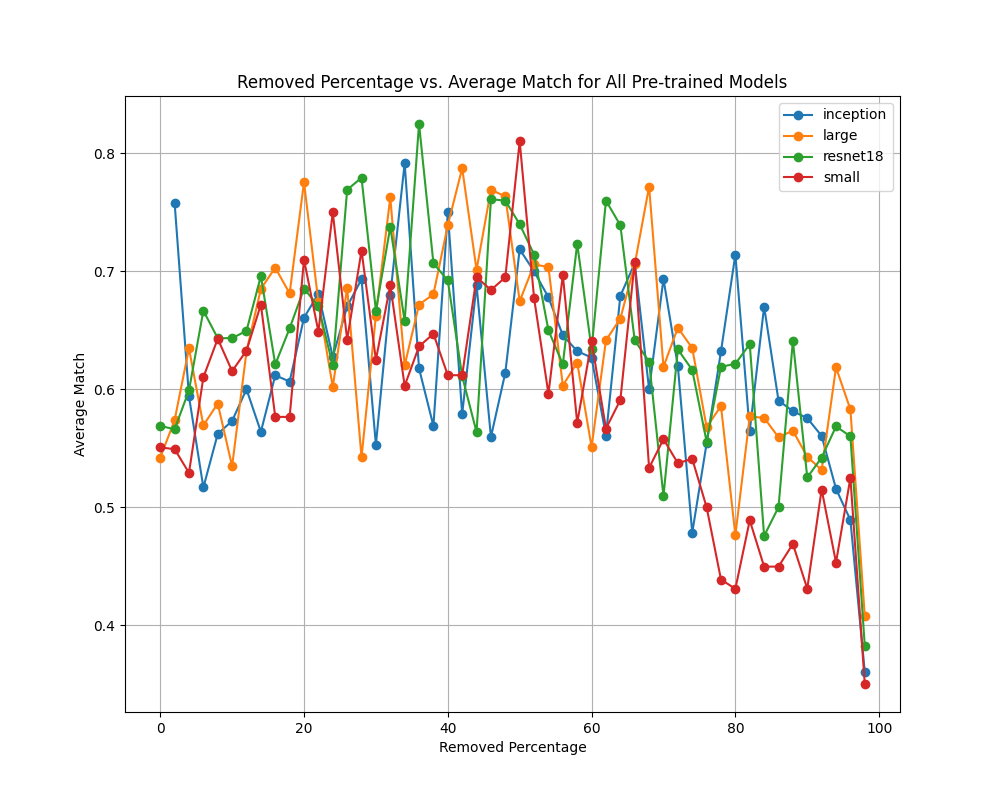 Removed Percentage vs. Average Match for All Pre-trained Models
inception
large
resnet18
small
Average Match
0.8
0.7
0.6
0.5
0.4
0 20 40 60 80 100
Removed Percentage